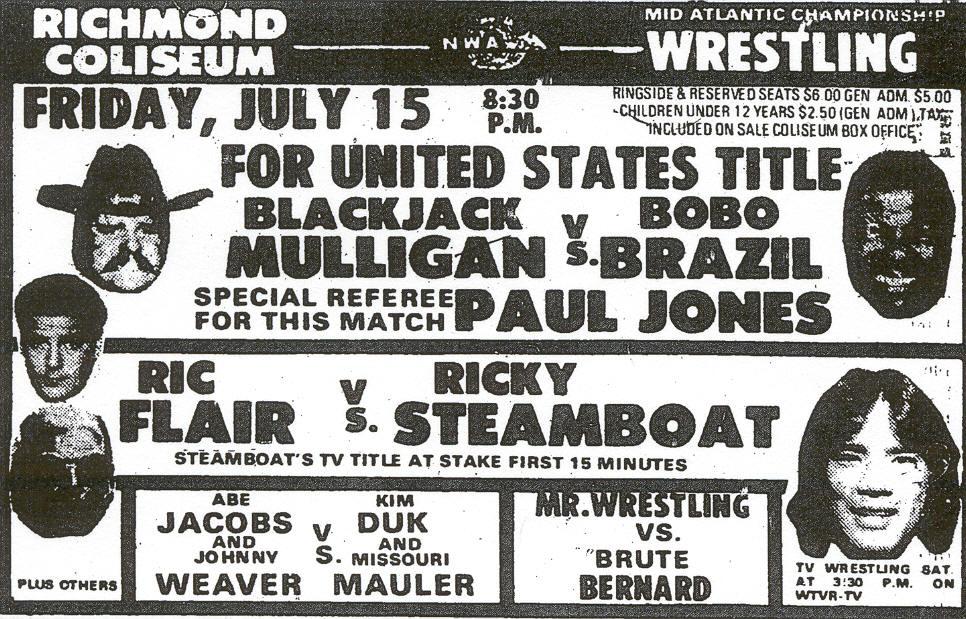 RICHMOND
COLISEUM
NWA
MID ATLANTIC CHAMPIONSHIP
WRESTLING
FRIDAY, JULY 15
8:30
P.M.
RINGSIDE & RESERVED SEATS $6.00 GEN ADM. $5.00
CHILDREN UNDER 12 YEARS $2.50 (GEN ADM.), TAX
INCLUDED ON SALE COLISEUM BOX OFFICE
FOR UNITED STATES TITLE
BLACKJACK
MULLIGAN
VS.
BOBO
BRAZIL
SPECIAL REFEREE
FOR THIS MATCH
PAUL JONES
RIC
FLAIR
VS.
RICKY
STEAMBOAT
STEAMBOAT'S TV TITLE AT STAKE FIRST 15 MINUTES
PLUS OTHERS
ABE
JACOBS
AND
JOHNNY
WEAVER
VS.
KIM
DUK
AND
MISSOURI
MAULER
MR. WRESTLING
VS.
"BRUTE
BERNARD
TV WRESTLING SAT.
AT 3:30 P.M. ON
WTVR-TV